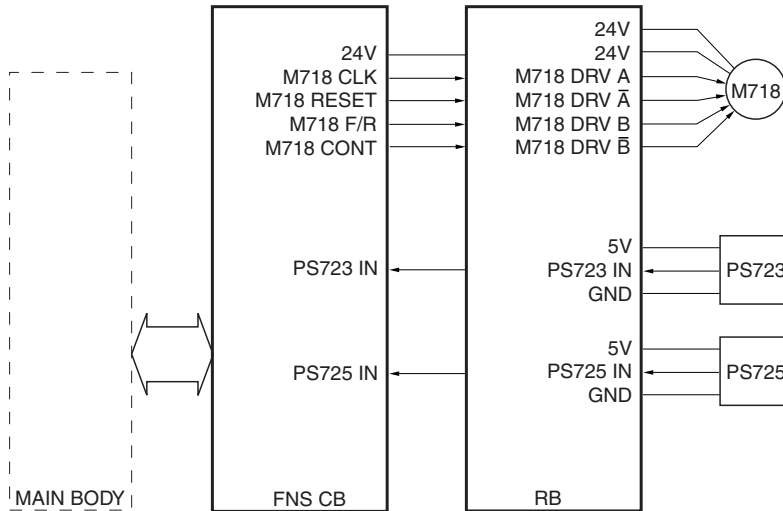 24V
M718 CLK
M718 RESET
M718 F/R
M718 CONT
PS723 IN
PS725 IN
24V
24V
M718 DRV A
M718 DRV A̅
M718 DRV B
M718 DRV B̅
M718
5V
PS723 IN
GND
PS723
5V
PS725 IN
GND
PS725
MAIN BODY
FNS CB
RB